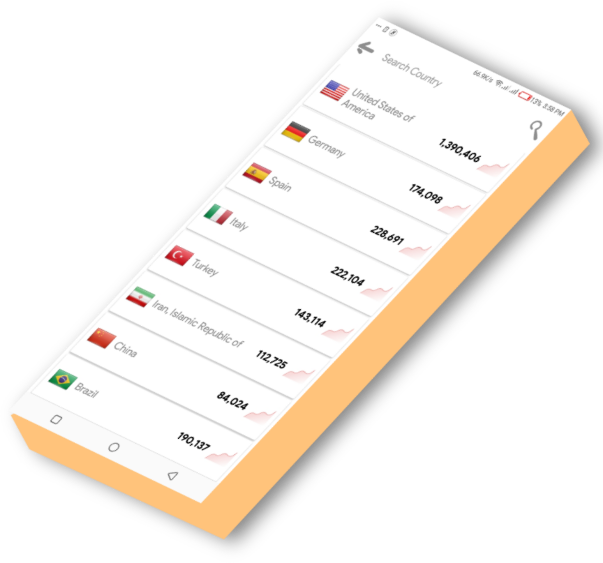 66.9K/s 13% 3:58 PM
Search Country
United States of
America
1,390,406
Germany
174,098
Spain
228,691
Italy
222,104
Turkey
143,114
Iran, Islamic Republic of
112,725
China
84,024
Brazil
190,137